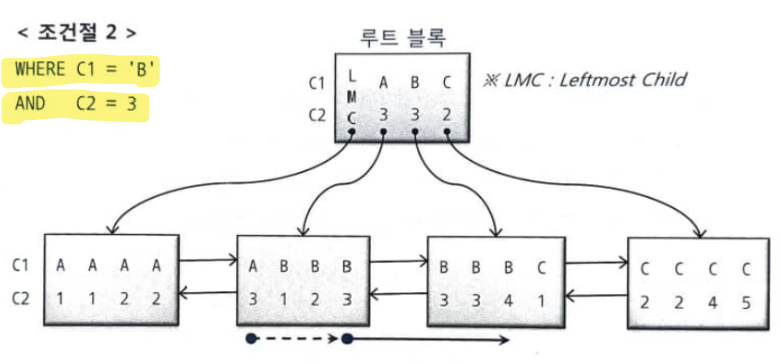 < 조건절 2 >
WHERE C1 = 'B'
AND C2 = 3
루트 블록
C1 LMC A B C
C2 3 3 2
※ LMC : Leftmost Child
C1 A A A A A B B B B B B C C C C C
C2 1 1 2 2 3 1 2 3 3 3 4 1 2 2 4 5